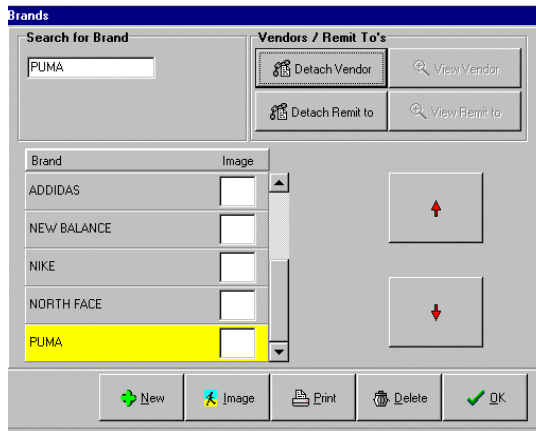 Brands
Search for Brand
PUMA
Vendors / Remit To's
Detach Vendor
View Vendor
Detach Remit to
View Remit to
Brand Image
ADDIDAS
NEW BALANCE
NIKE
NORTH FACE
PUMA
New Image Print Delete OK